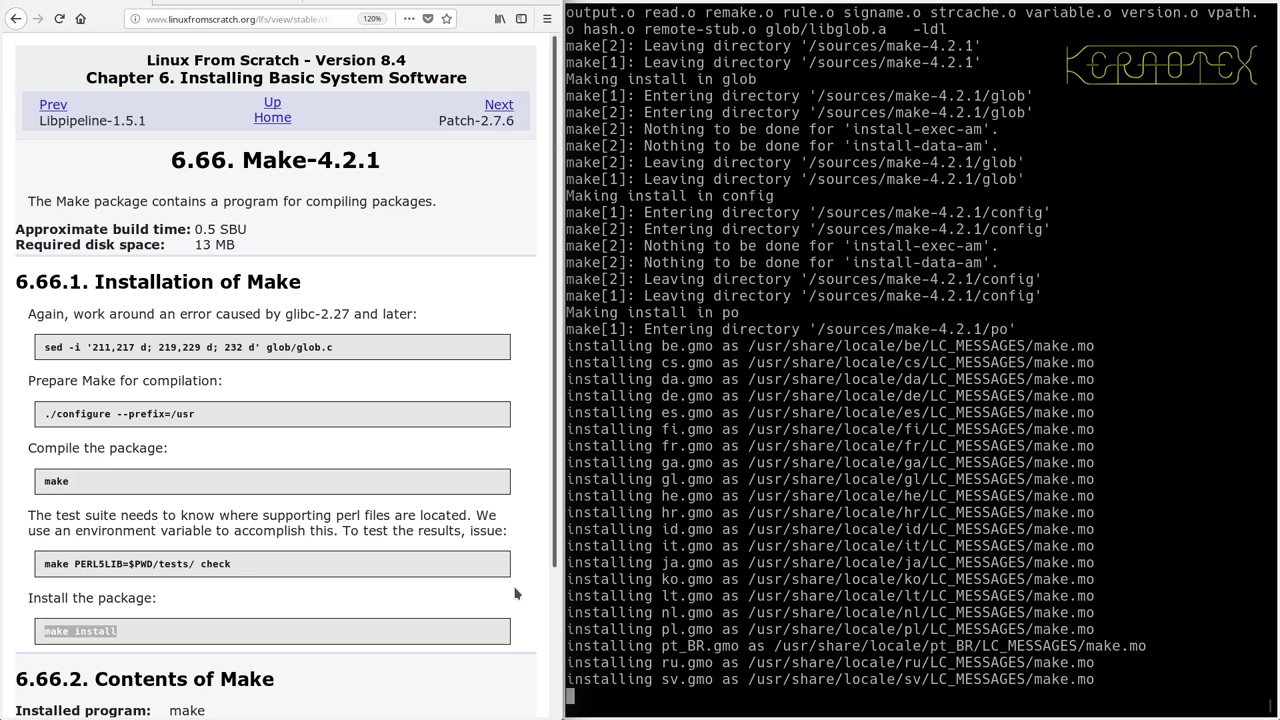 www.linuxfromscratch.org/lfs/view/stable/ch
120%
Linux From Scratch - Version 8.4
Chapter 6. Installing Basic System Software
Prev
Up
Next
Libpipeline-1.5.1
Home
Patch-2.7.6
6.66. Make-4.2.1
The Make package contains a program for compiling packages.
Approximate build time: 0.5 SBU
Required disk space: 13 MB
6.66.1. Installation of Make
Again, work around an error caused by glibc-2.27 and later:
sed -i '211,217 d; 219,229 d; 232 d' glob/glob.c
Prepare Make for compilation:
./configure --prefix=/usr
Compile the package:
make
The test suite needs to know where supporting perl files are located. We
use an environment variable to accomplish this. To test the results, issue:
make PERL5LIB=$PWD/tests/ check
Install the package:
make install
6.66.2. Contents of Make
Installed program: make
output.o read.o remake.o rule.o signame.o strcache.o variable.o version.o vpath.
o hash.o remote-stub.o glob/libglob.a   -ldl
make[2]: Leaving directory '/sources/make-4.2.1'
make[1]: Leaving directory '/sources/make-4.2.1'
Making install in glob
make[1]: Entering directory '/sources/make-4.2.1/glob'
make[2]: Entering directory '/sources/make-4.2.1/glob'
make[2]: Nothing to be done for 'install-exec-am'.
make[2]: Nothing to be done for 'install-data-am'.
make[2]: Leaving directory '/sources/make-4.2.1/glob'
make[1]: Leaving directory '/sources/make-4.2.1/glob'
Making install in config
make[1]: Entering directory '/sources/make-4.2.1/config'
make[2]: Entering directory '/sources/make-4.2.1/config'
make[2]: Nothing to be done for 'install-exec-am'.
make[2]: Nothing to be done for 'install-data-am'.
make[2]: Leaving directory '/sources/make-4.2.1/config'
make[1]: Leaving directory '/sources/make-4.2.1/config'
Making install in po
make[1]: Entering directory '/sources/make-4.2.1/po'
installing be.gmo as /usr/share/locale/be/LC_MESSAGES/make.mo
installing cs.gmo as /usr/share/locale/cs/LC_MESSAGES/make.mo
installing da.gmo as /usr/share/locale/da/LC_MESSAGES/make.mo
installing de.gmo as /usr/share/locale/de/LC_MESSAGES/make.mo
installing es.gmo as /usr/share/locale/es/LC_MESSAGES/make.mo
installing fi.gmo as /usr/share/locale/fi/LC_MESSAGES/make.mo
installing fr.gmo as /usr/share/locale/fr/LC_MESSAGES/make.mo
installing ga.gmo as /usr/share/locale/ga/LC_MESSAGES/make.mo
installing gl.gmo as /usr/share/locale/gl/LC_MESSAGES/make.mo
installing he.gmo as /usr/share/locale/he/LC_MESSAGES/make.mo
installing hr.gmo as /usr/share/locale/hr/LC_MESSAGES/make.mo
installing id.gmo as /usr/share/locale/id/LC_MESSAGES/make.mo
installing it.gmo as /usr/share/locale/it/LC_MESSAGES/make.mo
installing ja.gmo as /usr/share/locale/ja/LC_MESSAGES/make.mo
installing ko.gmo as /usr/share/locale/ko/LC_MESSAGES/make.mo
installing lt.gmo as /usr/share/locale/lt/LC_MESSAGES/make.mo
installing nl.gmo as /usr/share/locale/nl/LC_MESSAGES/make.mo
installing pl.gmo as /usr/share/locale/pl/LC_MESSAGES/make.mo
installing pt_BR.gmo as /usr/share/locale/pt_BR/LC_MESSAGES/make.mo
installing ru.gmo as /usr/share/locale/ru/LC_MESSAGES/make.mo
installing sv.gmo as /usr/share/locale/sv/LC_MESSAGES/make.mo